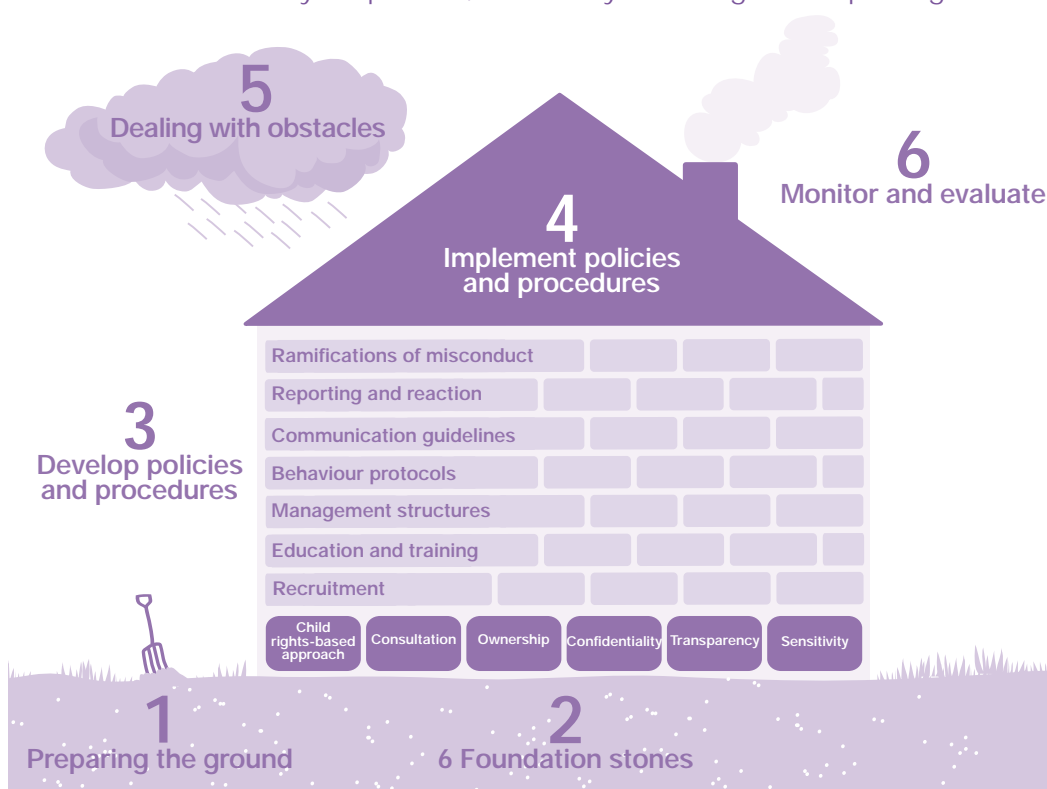 5
Dealing with obstacles
6
Monitor and evaluate
4
Implement policies
and procedures
Ramifications of misconduct
Reporting and reaction
3
Develop policies
and procedures
Communication guidelines
Behaviour protocols
Management structures
Education and training
Recruitment
Child
rights-based
approach
Consultation
Ownership
Confidentiality
Transparency
Sensitivity
1
Preparing the ground
2
6 Foundation stones